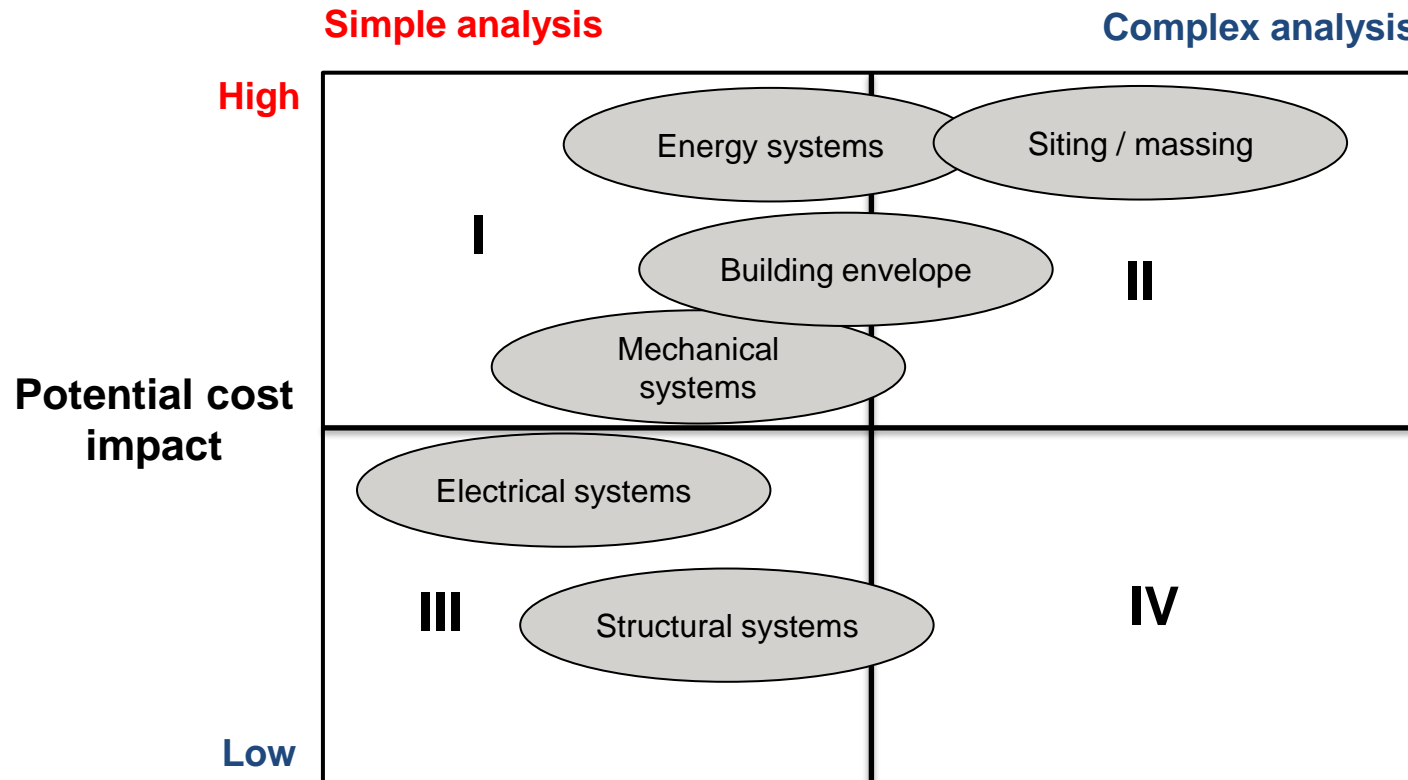 Simple analysis
Complex analysis
High
Energy systems
Siting / massing
I
Building envelope
II
Mechanical
systems
Potential cost
impact
Electrical systems
III
Structural systems
IV
Low